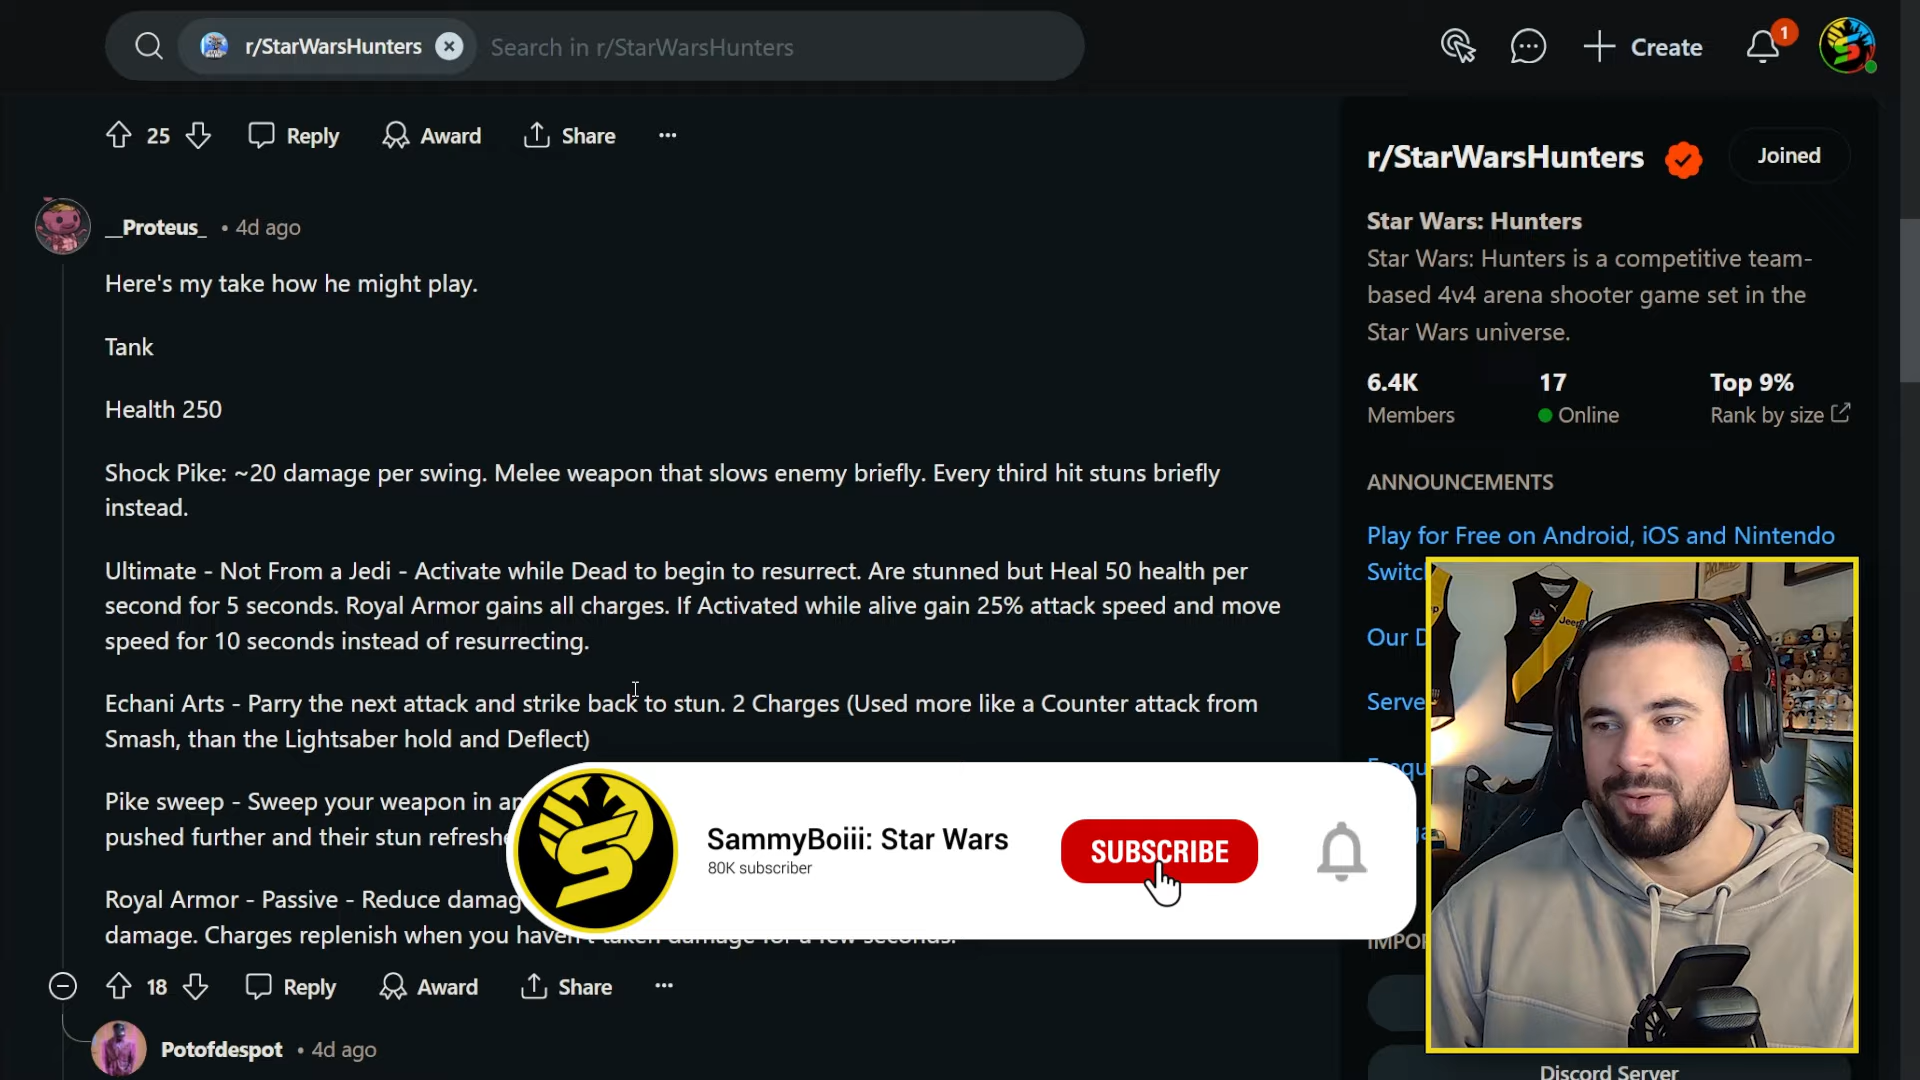 r/StarWarsHunters
Search in r/StarWarsHunters
Create
1
25
Reply
Award
Share
__Proteus_ • 4d ago
Here's my take how he might play.
Tank
Health 250
Shock Pike: ~20 damage per swing. Melee weapon that slows enemy briefly. Every third hit stuns briefly
instead.
Ultimate - Not From a Jedi - Activate while Dead to begin to resurrect. Are stunned but Heal 50 health per
second for 5 seconds. Royal Armor gains all charges. If Activated while alive gain 25% attack speed and move
speed for 10 seconds instead of resurrecting.
Echani Arts - Parry the next attack and strike back to stun. 2 Charges (Used more like a Counter attack from
Smash, than the Lightsaber hold and Deflect)
Pike sweep - Sweep your weapon in
pushed further and their stun
Royal Armor - Passive - Reduce
damage. Charges replenish when you haven't taken damage for a few seconds.
18
Reply
Award
Share
Potofdespot • 4d ago
r/StarWarsHunters
Joined
Star Wars: Hunters
Star Wars: Hunters is a competitive team-
based 4v4 arena shooter game set in the
Star Wars universe.
6.4K
Members
17
Online
Top 9%
Rank by size
ANNOUNCEMENTS
Play for Free on Android, iOS and Nintendo
Our
Discord Server
Jeep
SammyBoiii: Star Wars
80K subscriber
SUBSCRIBE